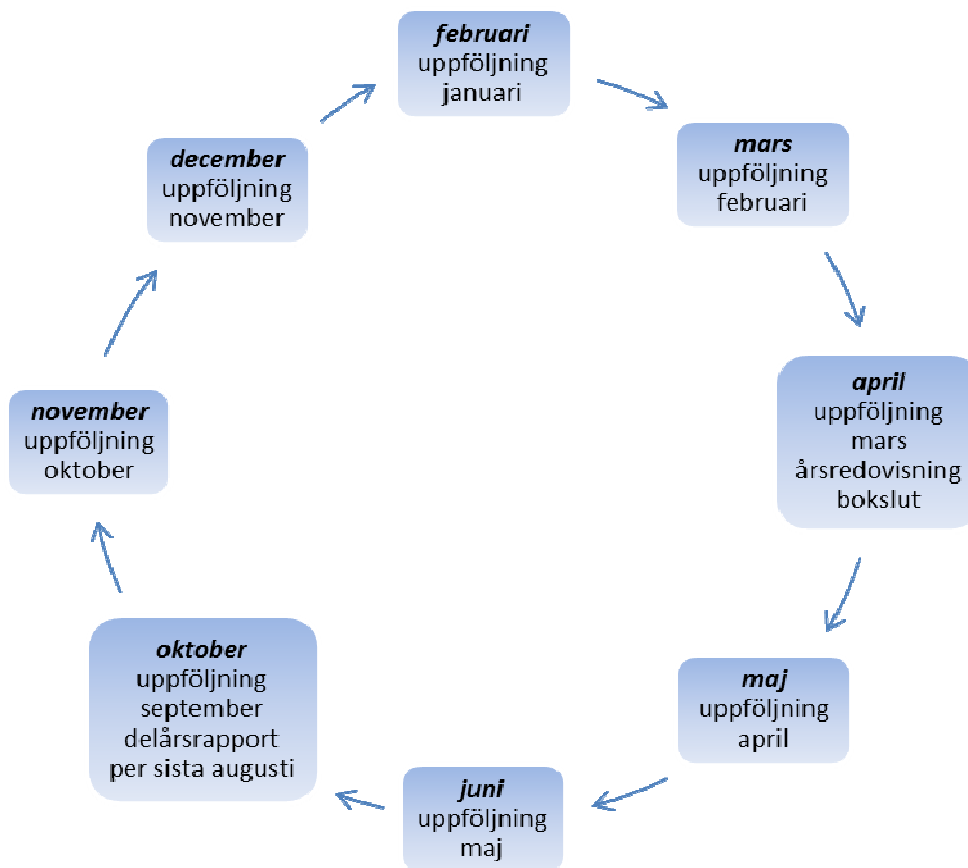 februari
uppföljning
januari
mars
uppföljning
februari
april
uppföljning
mars
årsredovisning
bokslut
maj
uppföljning
april
juni
uppföljning
maj
oktober
uppföljning
september
delårsrapport
per sista augusti
november
uppföljning
oktober
december
uppföljning
november